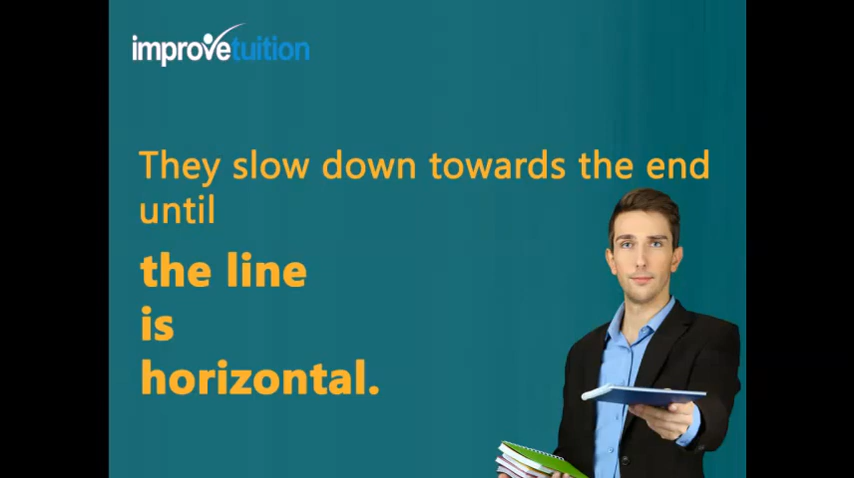 improvetuition
They slow down towards the end
until
the line
is
horizontal.